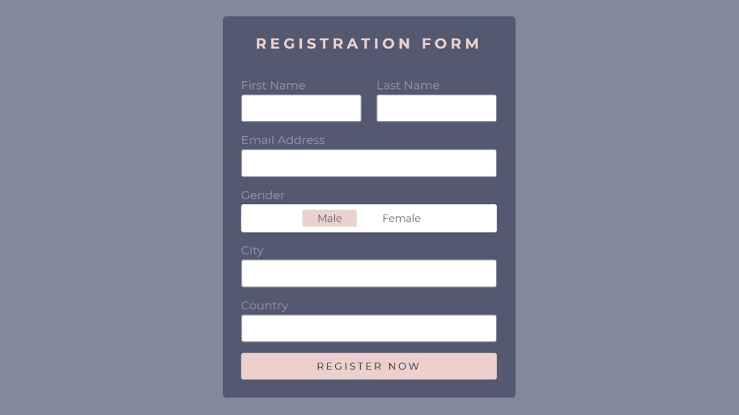 REGISTRATION FORM
First Name Last Name
Email Address
Gender
Male Female
City
Country
REGISTER NOW